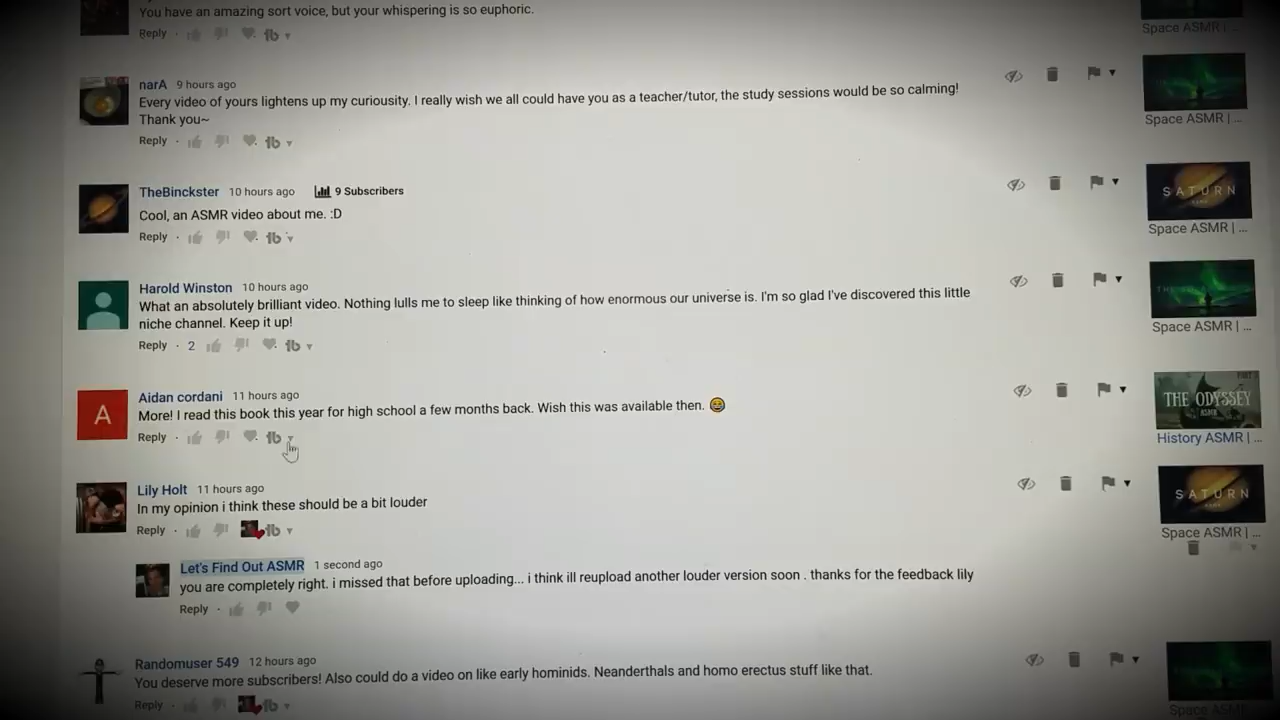 You have an amazing sort voice, but your whispering is so euphoric.
Reply
Space ASMR | ...
narA 9 hours ago
Every video of yours lightens up my curiousity. I really wish we all could have you as a teacher/tutor, the study sessions would be so calming!
Thank you~
Reply
Space ASMR | ...
TheBinckster 10 hours ago 9 Subscribers
Cool, an ASMR video about me. :D
Reply
SATURN
Space ASMR | ...
Harold Winston 10 hours ago
What an absolutely brilliant video. Nothing lulls me to sleep like thinking of how enormous our universe is. I'm so glad I've discovered this little
niche channel. Keep it up!
Reply · 2
Space ASMR | ...
Aidan cordani 11 hours ago
A
More! I read this book this year for high school a few months back. Wish this was available then. 😅
Reply
THE ODYSSEY
ASMR
History ASMR | ...
Lily Holt 11 hours ago
In my opinion i think these should be a bit louder
Reply
SATURN
Space ASMR | ...
Let's Find Out ASMR 1 second ago
you are completely right. i missed that before uploading... i think ill reupload another louder version soon . thanks for the feedback lily
Reply
Randomuser 549 12 hours ago
You deserve more subscribers! Also could do a video on like early hominids. Neanderthals and homo erectus stuff like that.
Reply
Space ASMR | ...